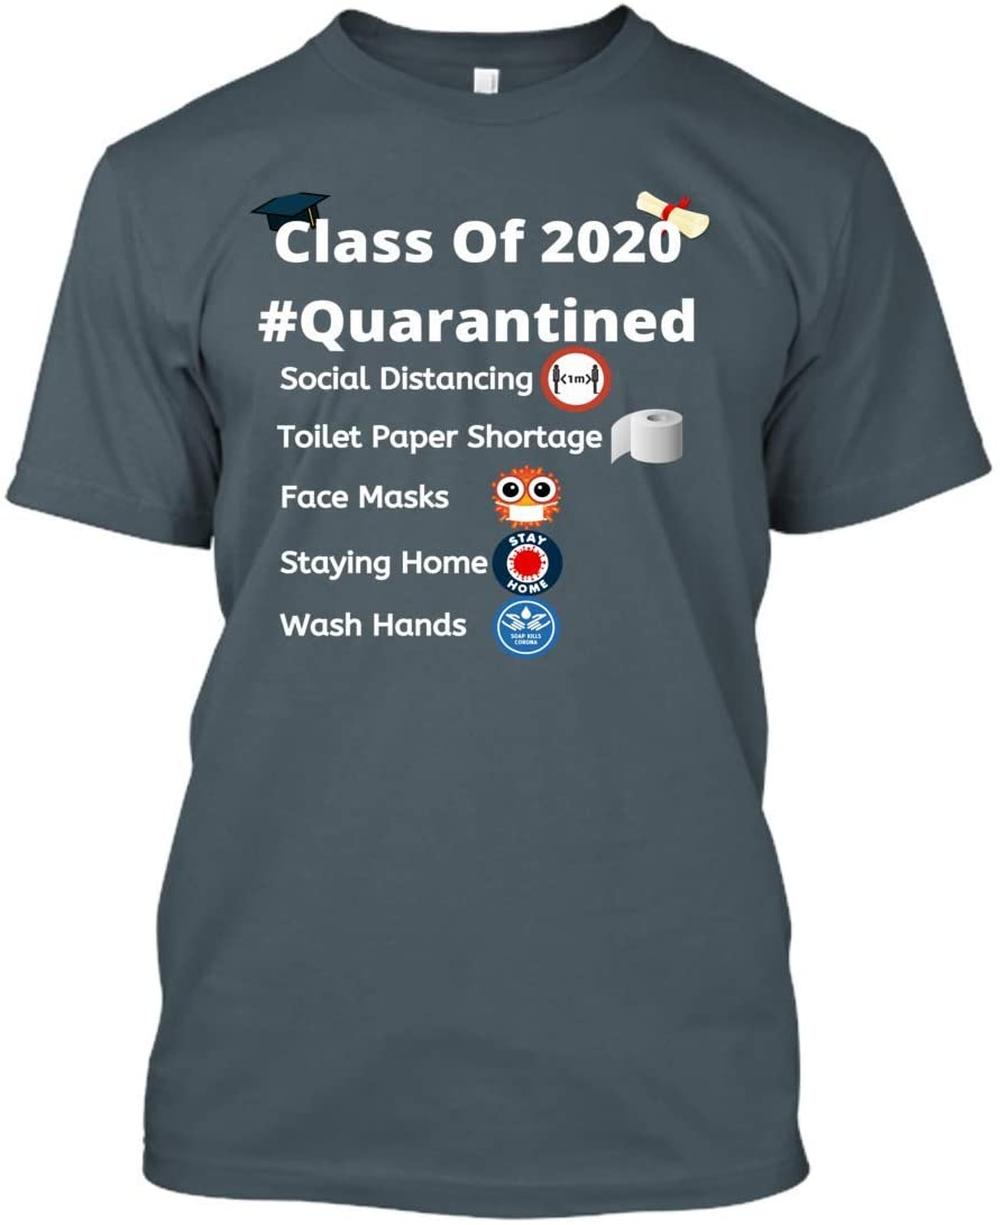 Class Of 2020
#Quarantined
Social Distancing
<1m>
Toilet Paper Shortage
Face Masks
STAY
Staying Home
HOME
Wash Hands
SOAP KILLS
CORONA